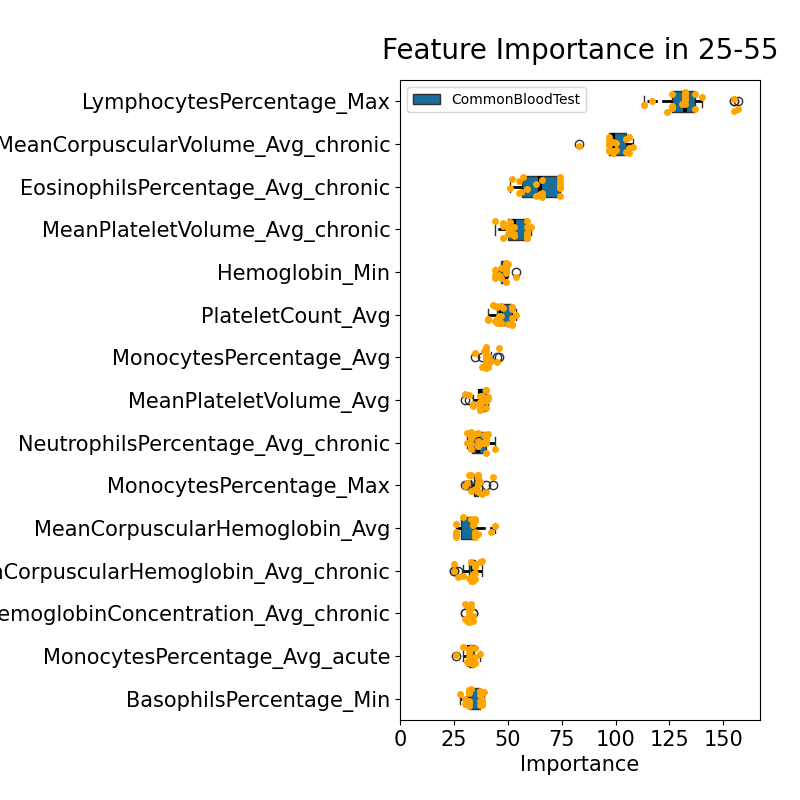 Feature Importance in 25-55
CommonBloodTest
LymphocytesPercentage_Max
MeanCorpuscularVolume_Avg_chronic
EosinophilsPercentage_Avg_chronic
MeanPlateletVolume_Avg_chronic
Hemoglobin_Min
PlateletCount_Avg
MonocytesPercentage_Avg
MeanPlateletVolume_Avg
NeutrophilsPercentage_Avg_chronic
MonocytesPercentage_Max
MeanCorpuscularHemoglobin_Avg
CorpuscularHemoglobin_Avg_chronic
emoglobinConcentration_Avg_chronic
MonocytesPercentage_Avg_acute
BasophilsPercentage_Min
0 25 50 75 100 125 150
Importance